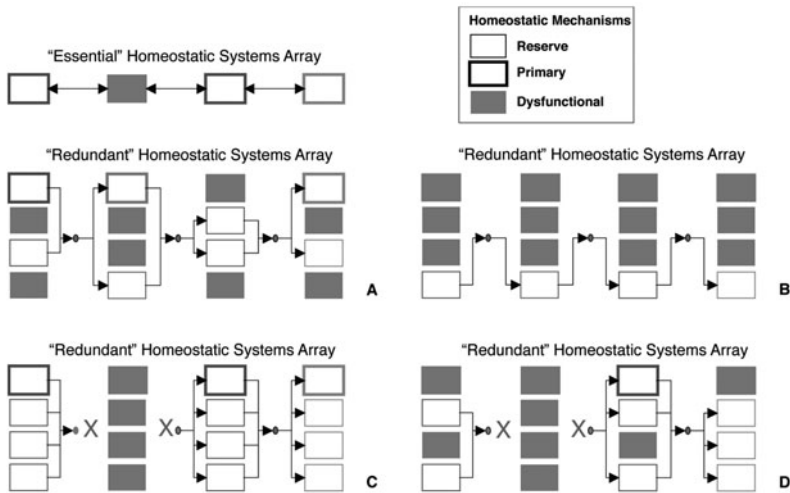 "Essential" Homeostatic Systems Array
Homeostatic Mechanisms
Reserve
Primary
Dysfunctional
"Redundant" Homeostatic Systems Array
A
"Redundant" Homeostatic Systems Array
B
"Redundant" Homeostatic Systems Array
X X
C
"Redundant" Homeostatic Systems Array
X X
D